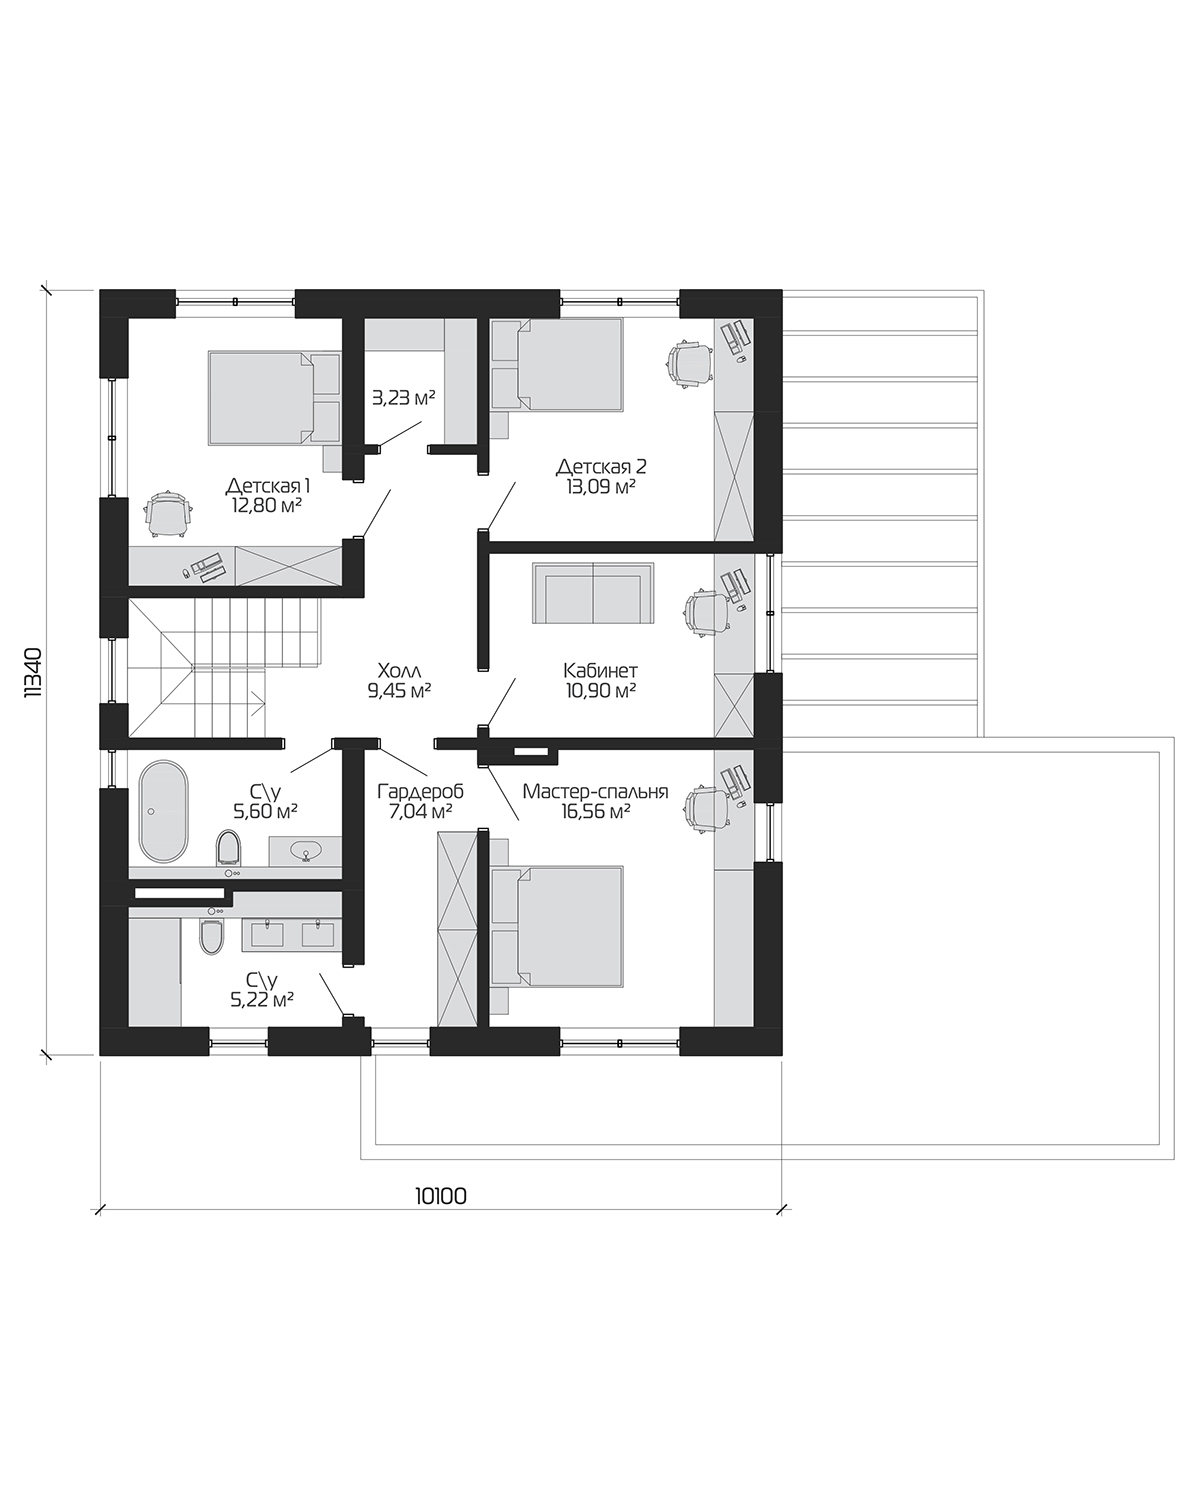 3,23 м²
Детская 2
13,09 м²
Детская 1
12,80 м²
11340
Холл
9,45 м²
Кабинет
10,90 м²
С\у
5,60 м²
Гардероб
7,04 м²
Мастер-спальня
16,56 м²
С\у
5,22 м²
10100